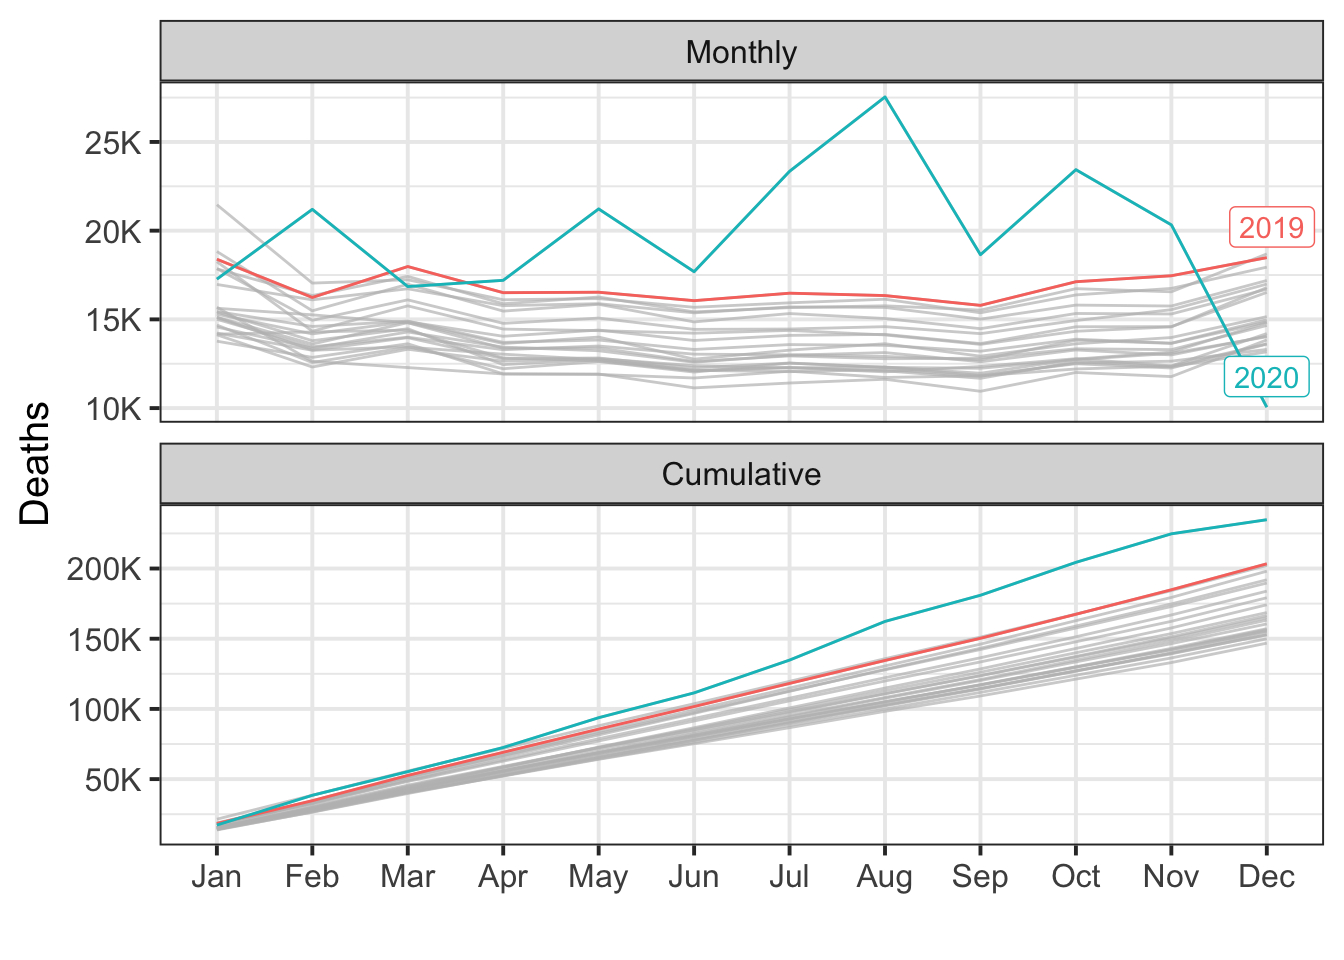 Monthly
25K
20K
15K
10K
2019
2020
Deaths
Cumulative
200K
150K
100K
50K
Jan Feb Mar Apr May Jun Jul Aug Sep Oct Nov Dec